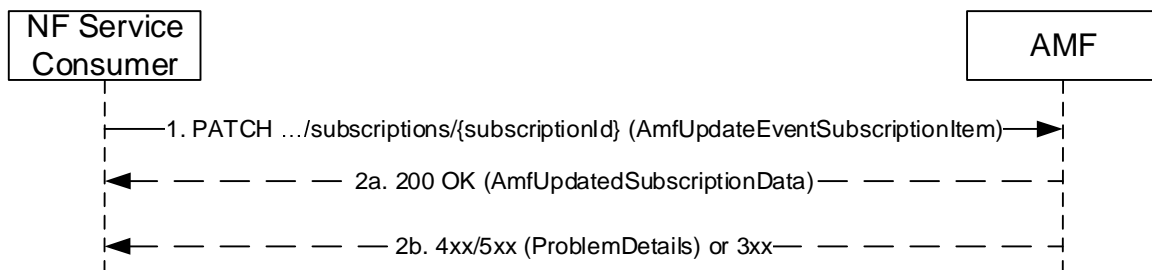 NF Service
Consumer
AMF
1. PATCH …/subscriptions/{subscriptionId} (AmfUpdateEventSubscriptionItem)
2a. 200 OK (AmfUpdatedSubscriptionData)
2b. 4xx/5xx (ProblemDetails) or 3xx